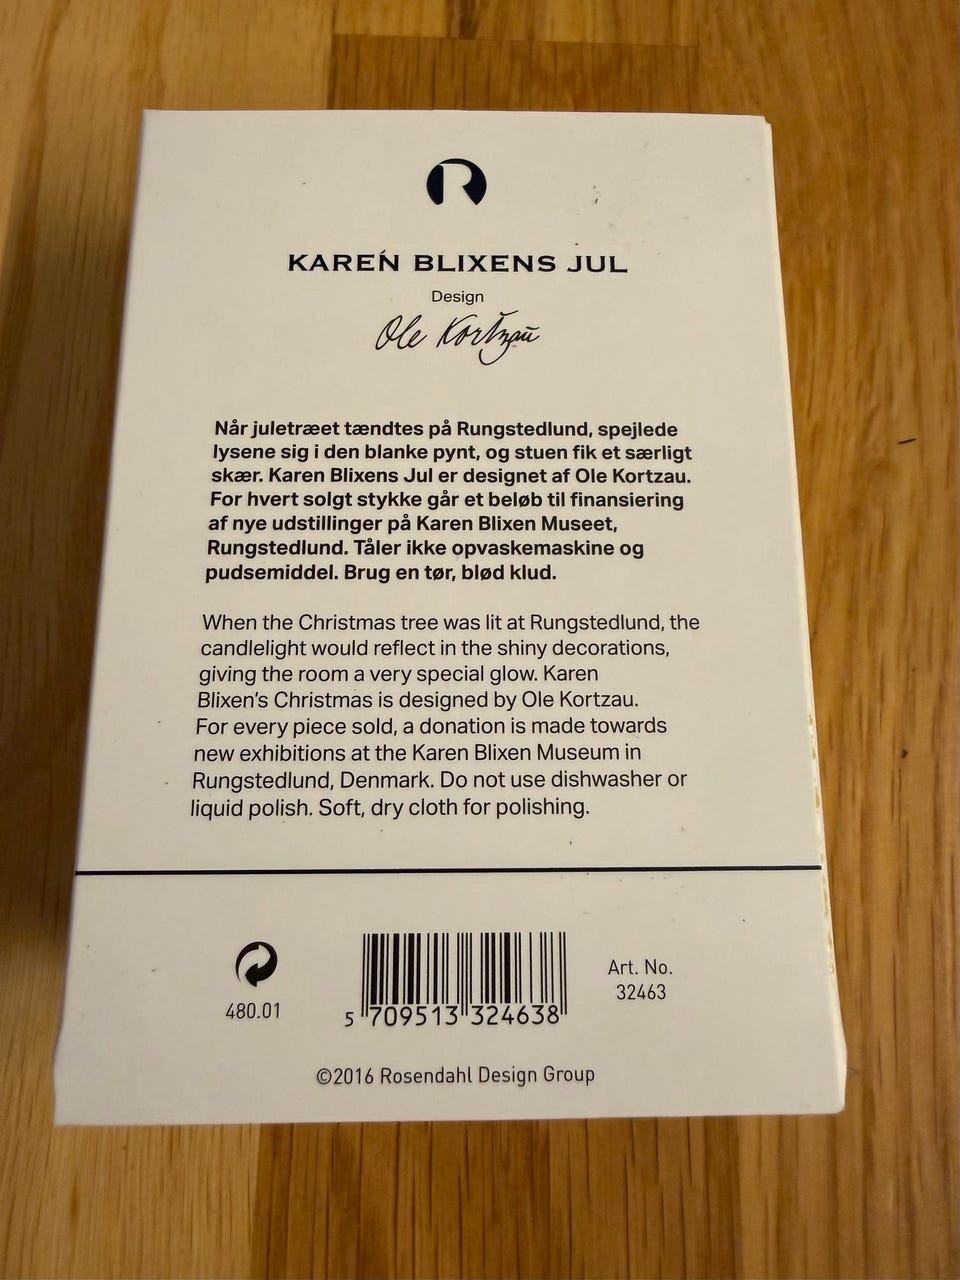 KAREN BLIXENS JUL
Design
Ole Kortzau
Når juletræet tændtes på Rungstedlund, spejlede
lysene sig i den blanke pynt, og stuen fik et særligt
skær. Karen Blixens Jul er designet af Ole Kortzau.
For hvert solgt stykke går et beløb til finansiering
af nye udstillinger på Karen Blixen Museet,
Rungstedlund. Tåler ikke opvaskemaskine og
pudsemiddel. Brug en tør, blød klud.
When the Christmas tree was lit at Rungstedlund, the
candlelight would reflect in the shiny decorations,
giving the room a very special glow. Karen
Blixen's Christmas is designed by Ole Kortzau.
For every piece sold, a donation is made towards
new exhibitions at the Karen Blixen Museum in
Rungstedlund, Denmark. Do not use dishwasher or
liquid polish. Soft, dry cloth for polishing.
480.01
5 709513 324638
Art. No.
32463
©2016 Rosendahl Design Group